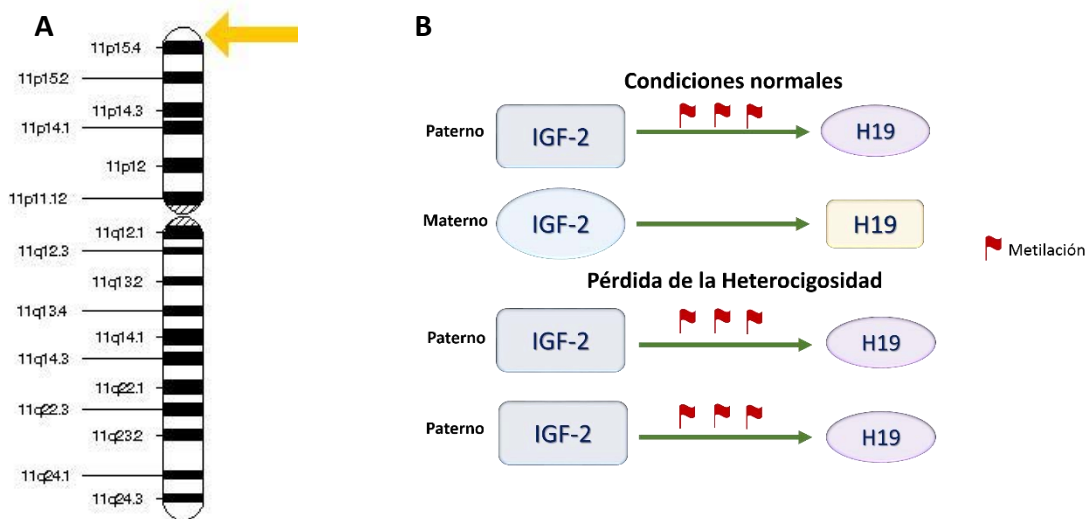 A
11p15.4
11p15.2
11p14.3
11p14.1
11p12
11p11.12
11q12.1
11q12.3
11q13.2
11q13.4
11q14.1
11q14.3
11q22.1
11q22.3
11q23.2
11q24.1
11q24.3
B
Condiciones normales
Paterno IGF-2 H19
Materno IGF-2 H19
Metilación
Pérdida de la Heterocigosidad
Paterno IGF-2 H19
Paterno IGF-2 H19